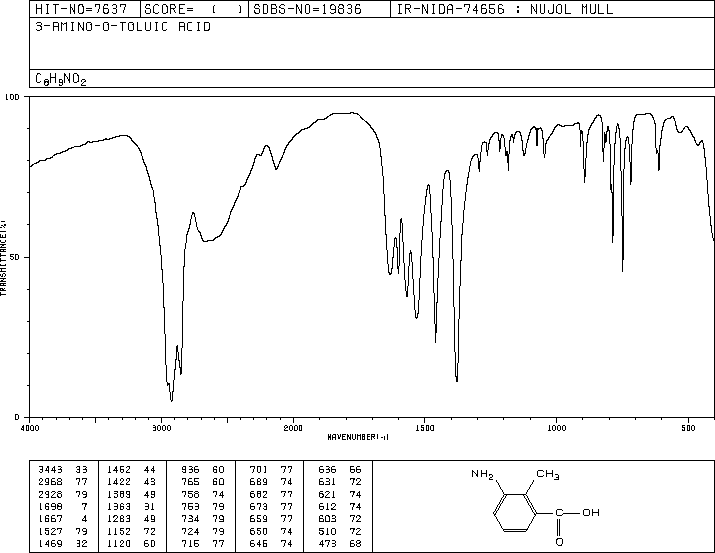 HIT-NO=7637 SCORE= ( ) SDBS-NO=19836 IR-NIDA-74656 : NUJOL MULL
3-AMINO-O-TOLUIC ACID
C8H9NO2
100
50
0
TRANSMITTANCE(%)
4000 3000 2000 1500 1000 500
WAVENUMBER(-1)
3443 33 1462 44 936 60 701 77 636 66
2968 77 1422 43 765 60 689 74 631 72
2928 79 1389 49 758 74 682 77 621 74
1698 7 1363 31 753 79 673 77 612 74
1667 4 1283 49 734 79 659 77 603 72
1527 79 1152 72 724 79 650 74 510 72
1469 32 1120 60 716 77 646 74 473 68
NH2 CH3
C OH
O